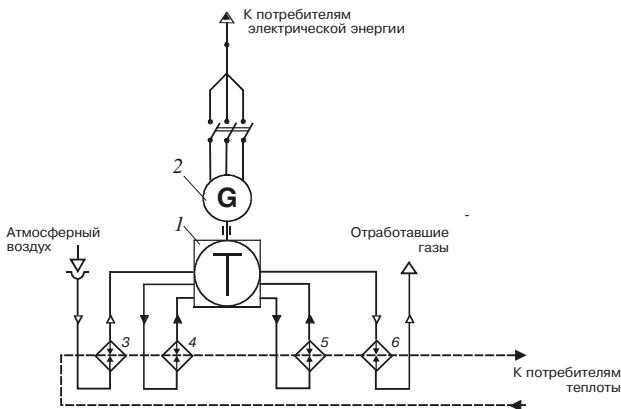 К потребителям
электрической энергии
2
G
1
Атмосферный
воздух
Отработавшие
газы
T
3
4
5
6
К потребителям
теплоты